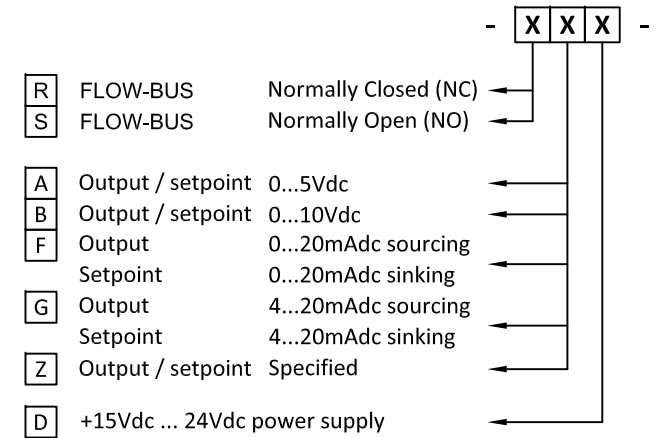 - X X X -
R FLOW-BUS Normally Closed (NC)
S FLOW-BUS Normally Open (NO)
A Output / setpoint 0...5Vdc
B Output / setpoint 0...10Vdc
F Output 0...20mAdc sourcing
Setpoint 0...20mAdc sinking
G Output 4...20mAdc sourcing
Setpoint 4...20mAdc sinking
Z Output / setpoint Specified
D +15Vdc ... 24Vdc power supply